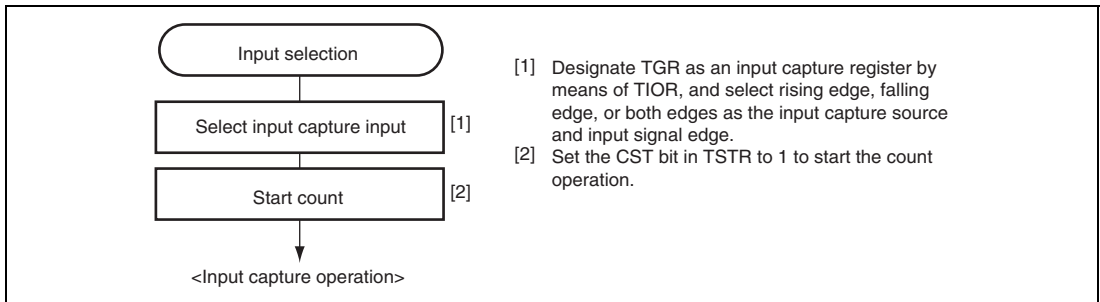 Input selection
Select input capture input
[1]
Start count
[2]
<Input capture operation>
[1] Designate TGR as an input capture register by
means of TIOR, and select rising edge, falling
edge, or both edges as the input capture source
and input signal edge.
[2] Set the CST bit in TSTR to 1 to start the count
operation.